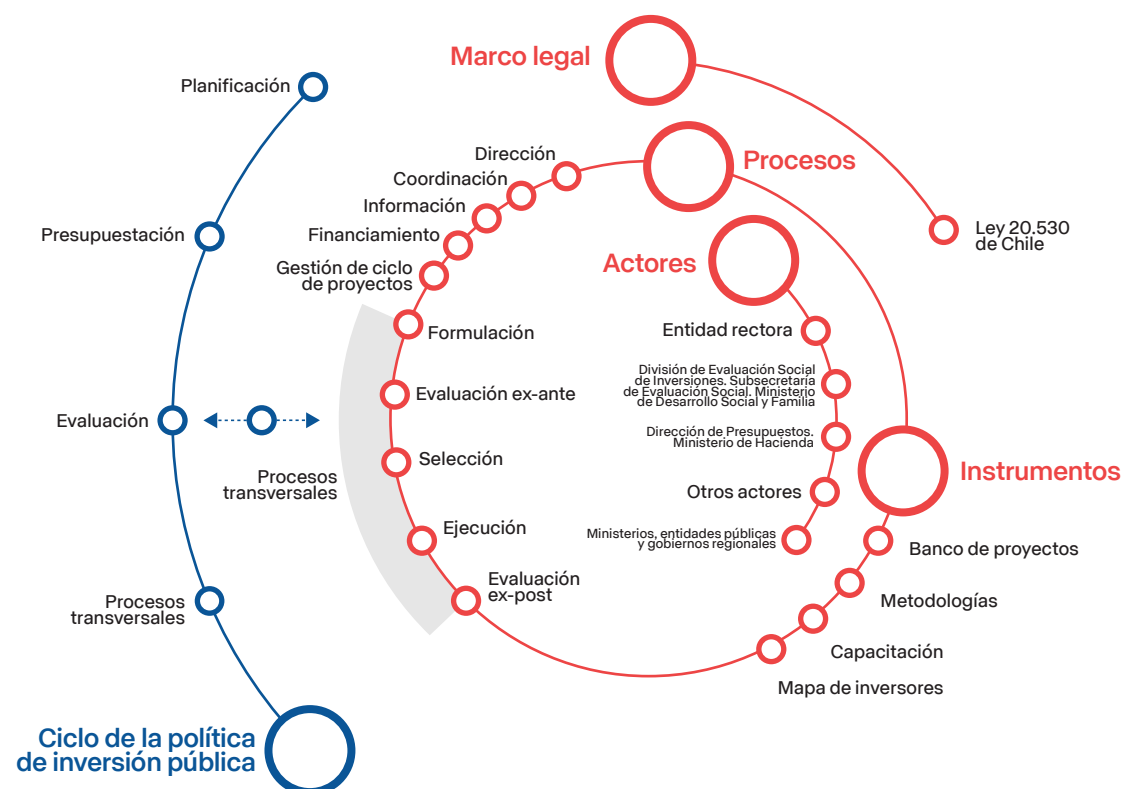 Marco legal
Ley 20.530
de Chile
Procesos
Dirección
Coordinación
Información
Financiamiento
Gestión de ciclo
de proyectos
Formulación
Evaluación ex-ante
Selección
Ejecución
Evaluación
ex-post
Actores
Entidad rectora
División de Evaluación Social
de Inversiones. Subsecretaría
de Evaluación Social. Ministerio
de Desarrollo Social y Familia
Dirección de Presupuestos.
Ministerio de Hacienda
Otros actores
Ministerios, entidades públicas
y gobiernos regionales
Instrumentos
Banco de proyectos
Metodologías
Capacitación
Mapa de inversores
Planificación
Presupuestación
Evaluación
Procesos
transversales
Procesos
transversales
Ciclo de la política
de inversión pública